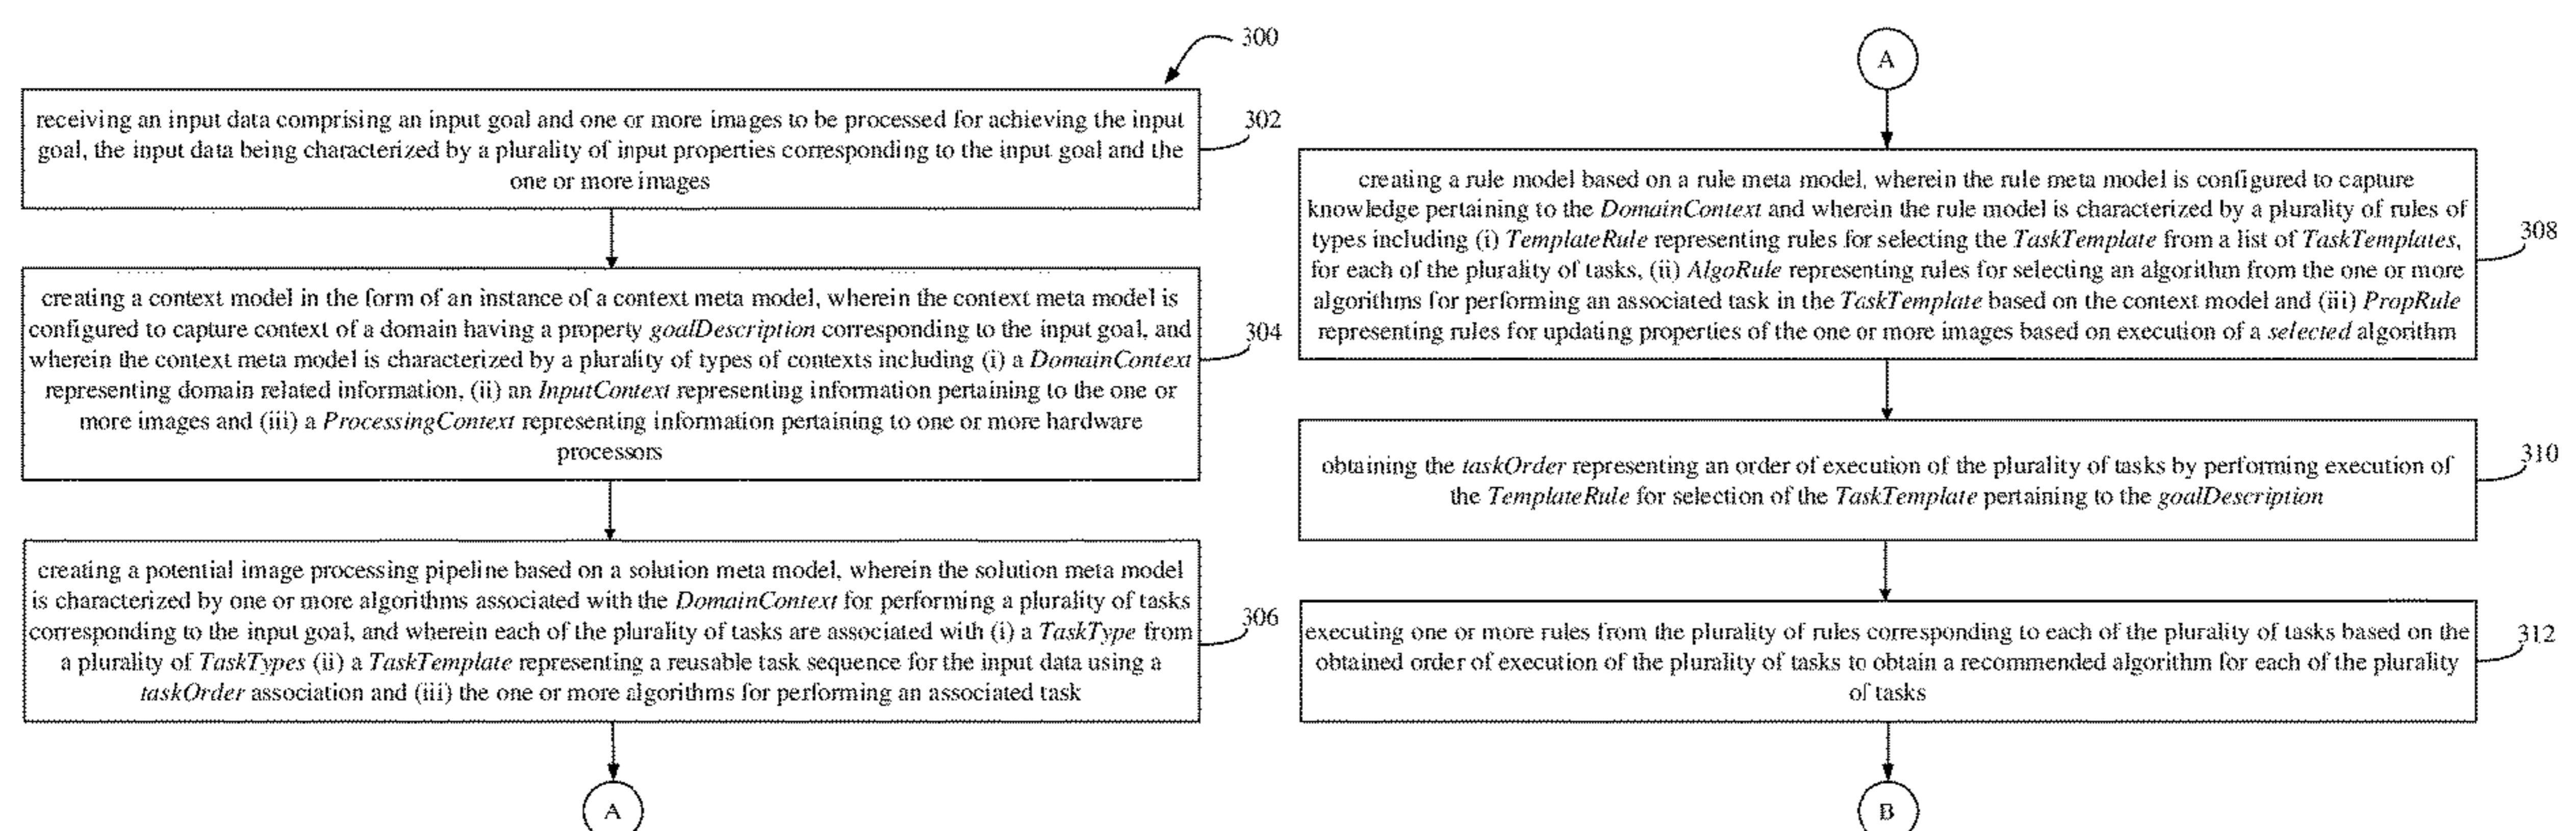 300
receiving an input data comprising an input goal and one or more images to be processed for achieving the input
goal, the input data being characterized by a plurality of input properties corresponding to the input goal and the
one or more images
302
creating a context model in the form of an instance of a context meta model, wherein the context meta model is
configured to capture context of a domain having a property goalDescription corresponding to the input goal, and
wherein the context meta model is characterized by a plurality of types of contexts including (i) a DomainContext
representing domain related information, (ii) an InputContext representing information pertaining to the one or
more images and (iii) a ProcessingContext representing information pertaining to one or more hardware
processors
304
creating a potential image processing pipeline based on a solution meta model, wherein the solution meta model
is characterized by one or more algorithms associated with the DomainContext for performing a plurality of tasks
corresponding to the input goal, and wherein each of the plurality of tasks are associated with (i) a TaskType from
a plurality of TaskTypes (ii) a TaskTemplate representing a reusable task sequence for the input data using a
taskOrder association and (iii) the one or more algorithms for performing an associated task
306
A
A
creating a rule model based on a rule meta model, wherein the rule meta model is configured to capture
knowledge pertaining to the DomainContext and wherein the rule model is characterized by a plurality of rules of
types including (i) TemplateRule representing rules for selecting the TaskTemplate from a list of TaskTemplates,
for each of the plurality of tasks, (ii) AlgoRule representing rules for selecting an algorithm from the one or more
algorithms for performing an associated task in the TaskTemplate based on the context model and (iii) PropRule
representing rules for updating properties of the one or more images based on execution of a selected algorithm
308
obtaining the taskOrder representing an order of execution of the plurality of tasks by performing execution of
the TemplateRule for selection of the TaskTemplate pertaining to the goalDescription
310
executing one or more rules from the plurality of rules corresponding to each of the plurality of tasks based on the
obtained order of execution of the plurality of tasks to obtain a recommended algorithm for each of the plurality
of tasks
312
B